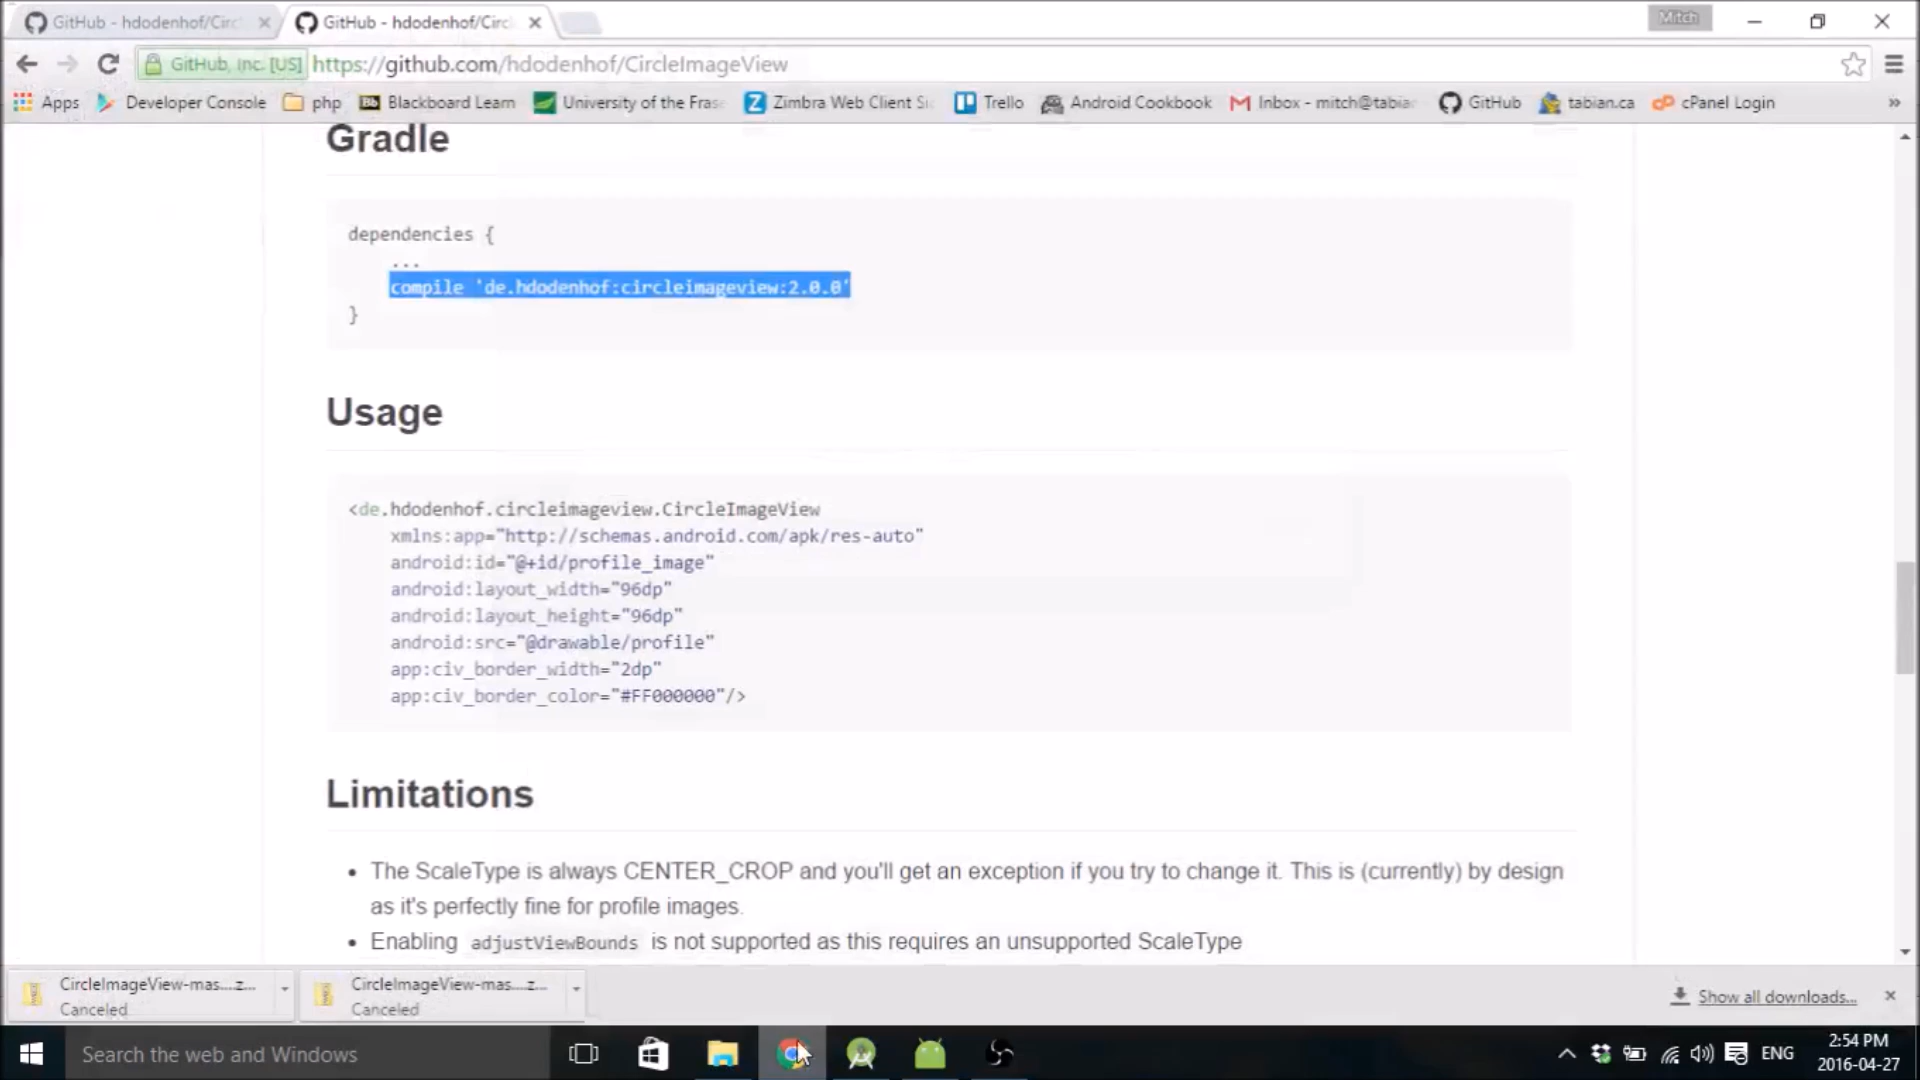 GitHub - hdodenhof/Circ
GitHub - hdodenhof/Circ
Mitch
GitHub, Inc. [US] https://github.com/hdodenhof/CircleImageView
Apps Developer Console php Blackboard Learn University of the Frase Zimbra Web Client Si Trello Android Cookbook Inbox - mitch@tabia GitHub tabian.ca cPanel Login »
Gradle
dependencies {
...
compile 'de.hdodenhof:circleimageview:2.0.0'
}
Usage
<de.hdodenhof.circleimageview.CircleImageView
xmlns:app="http://schemas.android.com/apk/res-auto"
android:id="@+id/profile_image"
android:layout_width="96dp"
android:layout_height="96dp"
android:src="@drawable/profile"
app:civ_border_width="2dp"
app:civ_border_color="#FF000000"/>
Limitations
• The ScaleType is always CENTER_CROP and you'll get an exception if you try to change it. This is (currently) by design
as it's perfectly fine for profile images.
• Enabling adjustViewBounds is not supported as this requires an unsupported ScaleType
CircleImageView-mas....z...
Canceled
CircleImageView-mas....z...
Canceled
Show all downloads...
Search the web and Windows
ENG
2:54 PM
2016-04-27